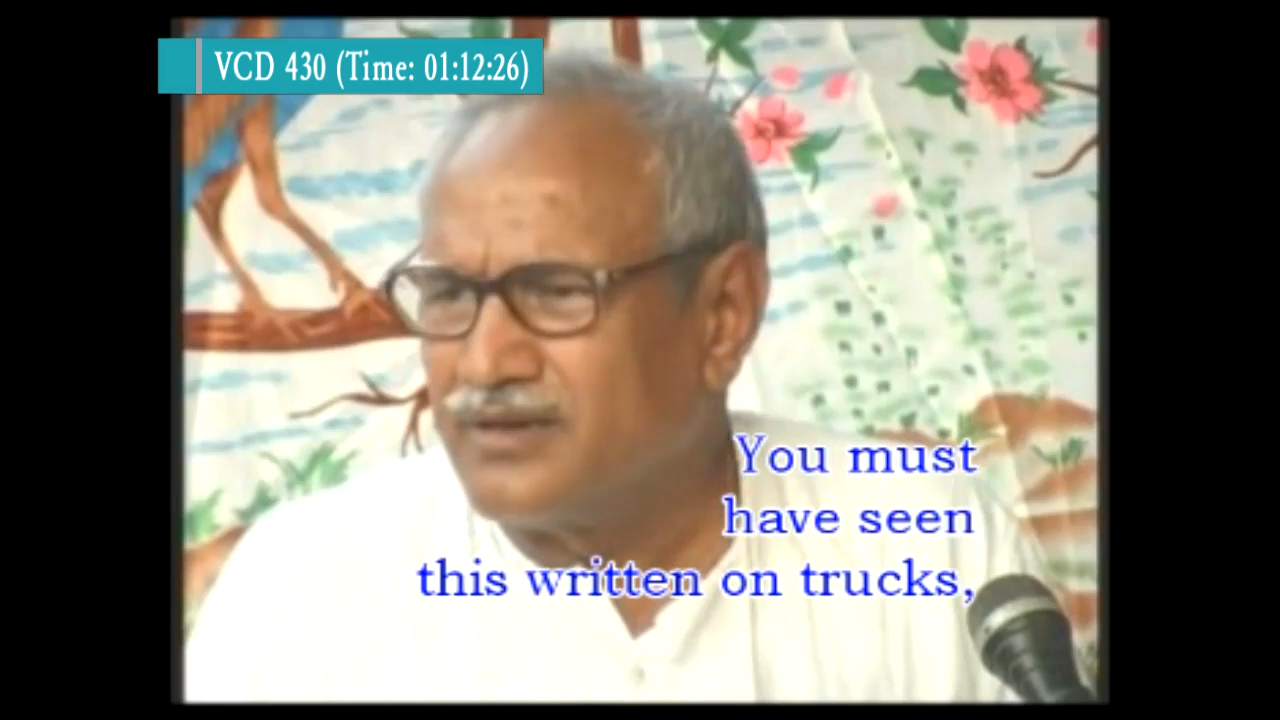 VCD 430 (Time: 01:12:26)
You must
have seen
this written on trucks,